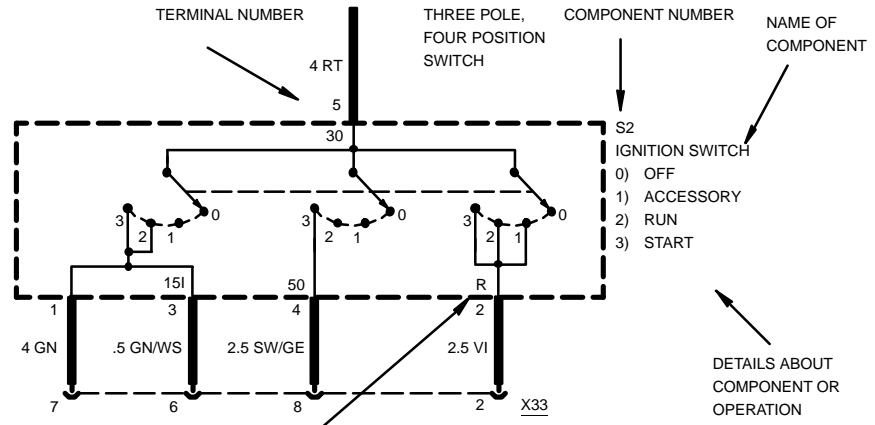 TERMINAL NUMBER
THREE POLE,
FOUR POSITION
SWITCH
COMPONENT NUMBER
NAME OF
COMPONENT
4 RT
5
30
S2
IGNITION SWITCH
0) OFF
1) ACCESSORY
2) RUN
3) START
3 2 1 0
3 2 1 0
3 2 1 0
15I 50 R
1 3 4 2
4 GN .5 GN/WS 2.5 SW/GE 2.5 VI
7 6 8 2 X33
DETAILS ABOUT
COMPONENT OR
OPERATION